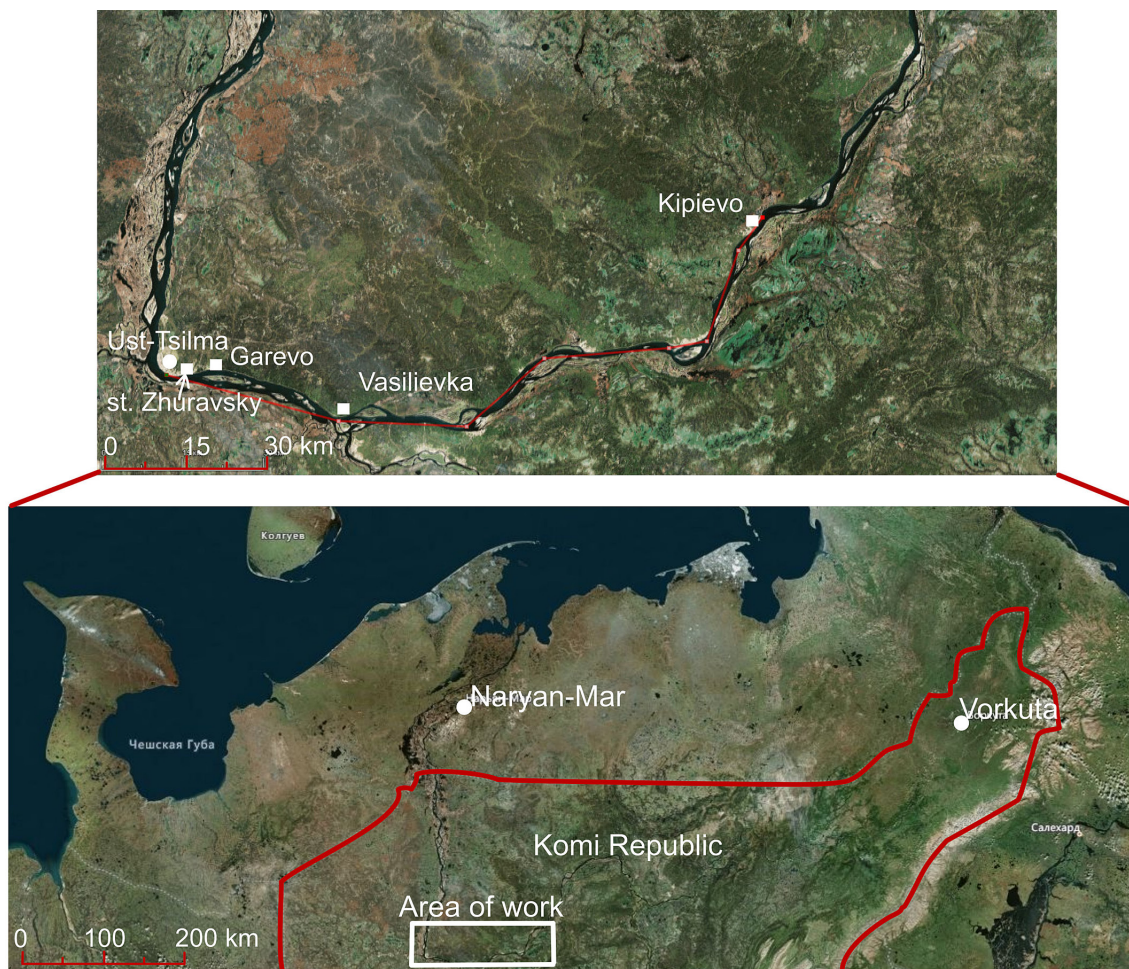 Kipievo
Ust-Tsilma
Garevo
Vasilievka
st. Zhuravsky
0 15 30 km
Колгуев
Naryan-Mar
Vorkuta
Чешская Губа
Салехард
Komi Republic
Area of work
0 100 200 km